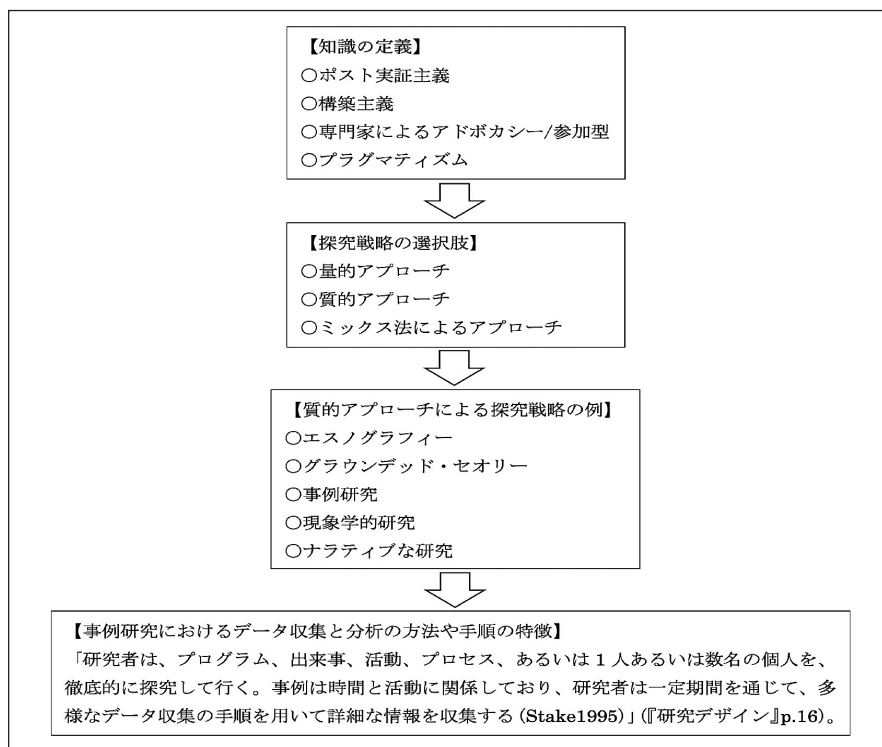 【知識の定義】
○ポスト実証主義
○構築主義
○専門家によるアドボカシー/参加型
○プラグマティズム
【探究戦略の選択肢】
○量的アプローチ
○質的アプローチ
○ミックス法によるアプローチ
【質的アプローチによる探究戦略の例】
○エスノグラフィー
○グラウンデッド・セオリー
○事例研究
○現象学的研究
○ナラティブな研究
【事例研究におけるデータ収集と分析の方法や手順の特徴】
「研究者は、プログラム、出来事、活動、プロセス、あるいは 1 人あるいは数名の個人を、
徹底的に探究して行く。事例は時間と活動に関係しており、研究者は一定期間を通じて、多
様なデータ収集の手順を用いて詳細な情報を収集する (Stake1995)」(『研究デザイン』p.16)。